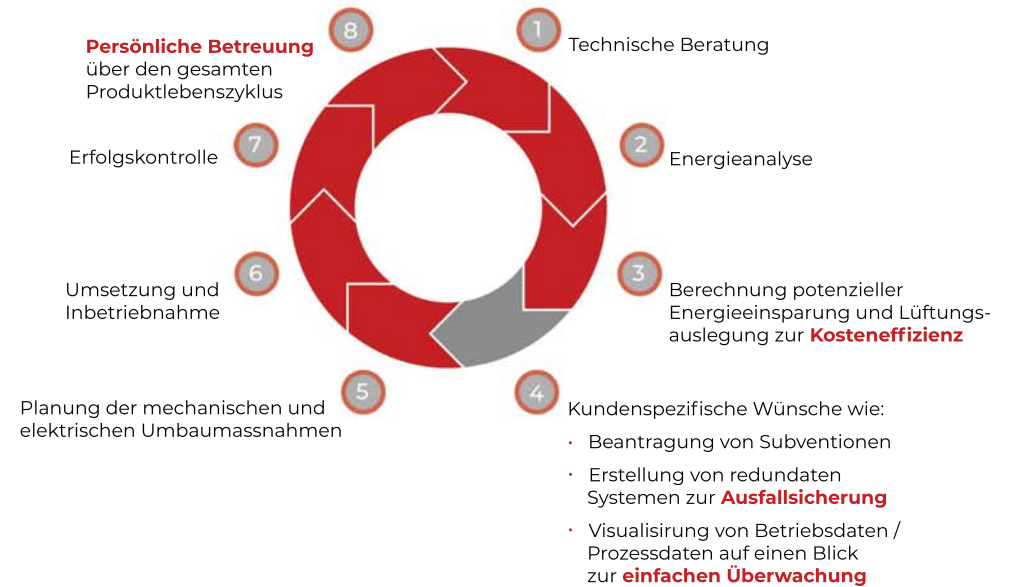 1
Technische Beratung
2
Energieanalyse
3
Berechnung potenzieller
Energieeinsparung und Lüftungs-
auslegung zur Kosteneffizienz
4
Kundenspezifische Wünsche wie:
· Beantragung von Subventionen
· Erstellung von redundaten
Systemen zur Ausfallsicherung
· Visualisirung von Betriebsdaten /
Prozessdaten auf einen Blick
zur einfachen Überwachung
5
Planung der mechanischen und
elektrischen Umbaumassnahmen
6
Umsetzung und
Inbetriebnahme
7
Erfolgskontrolle
8
Persönliche Betreuung
über den gesamten
Produktlebenszyklus